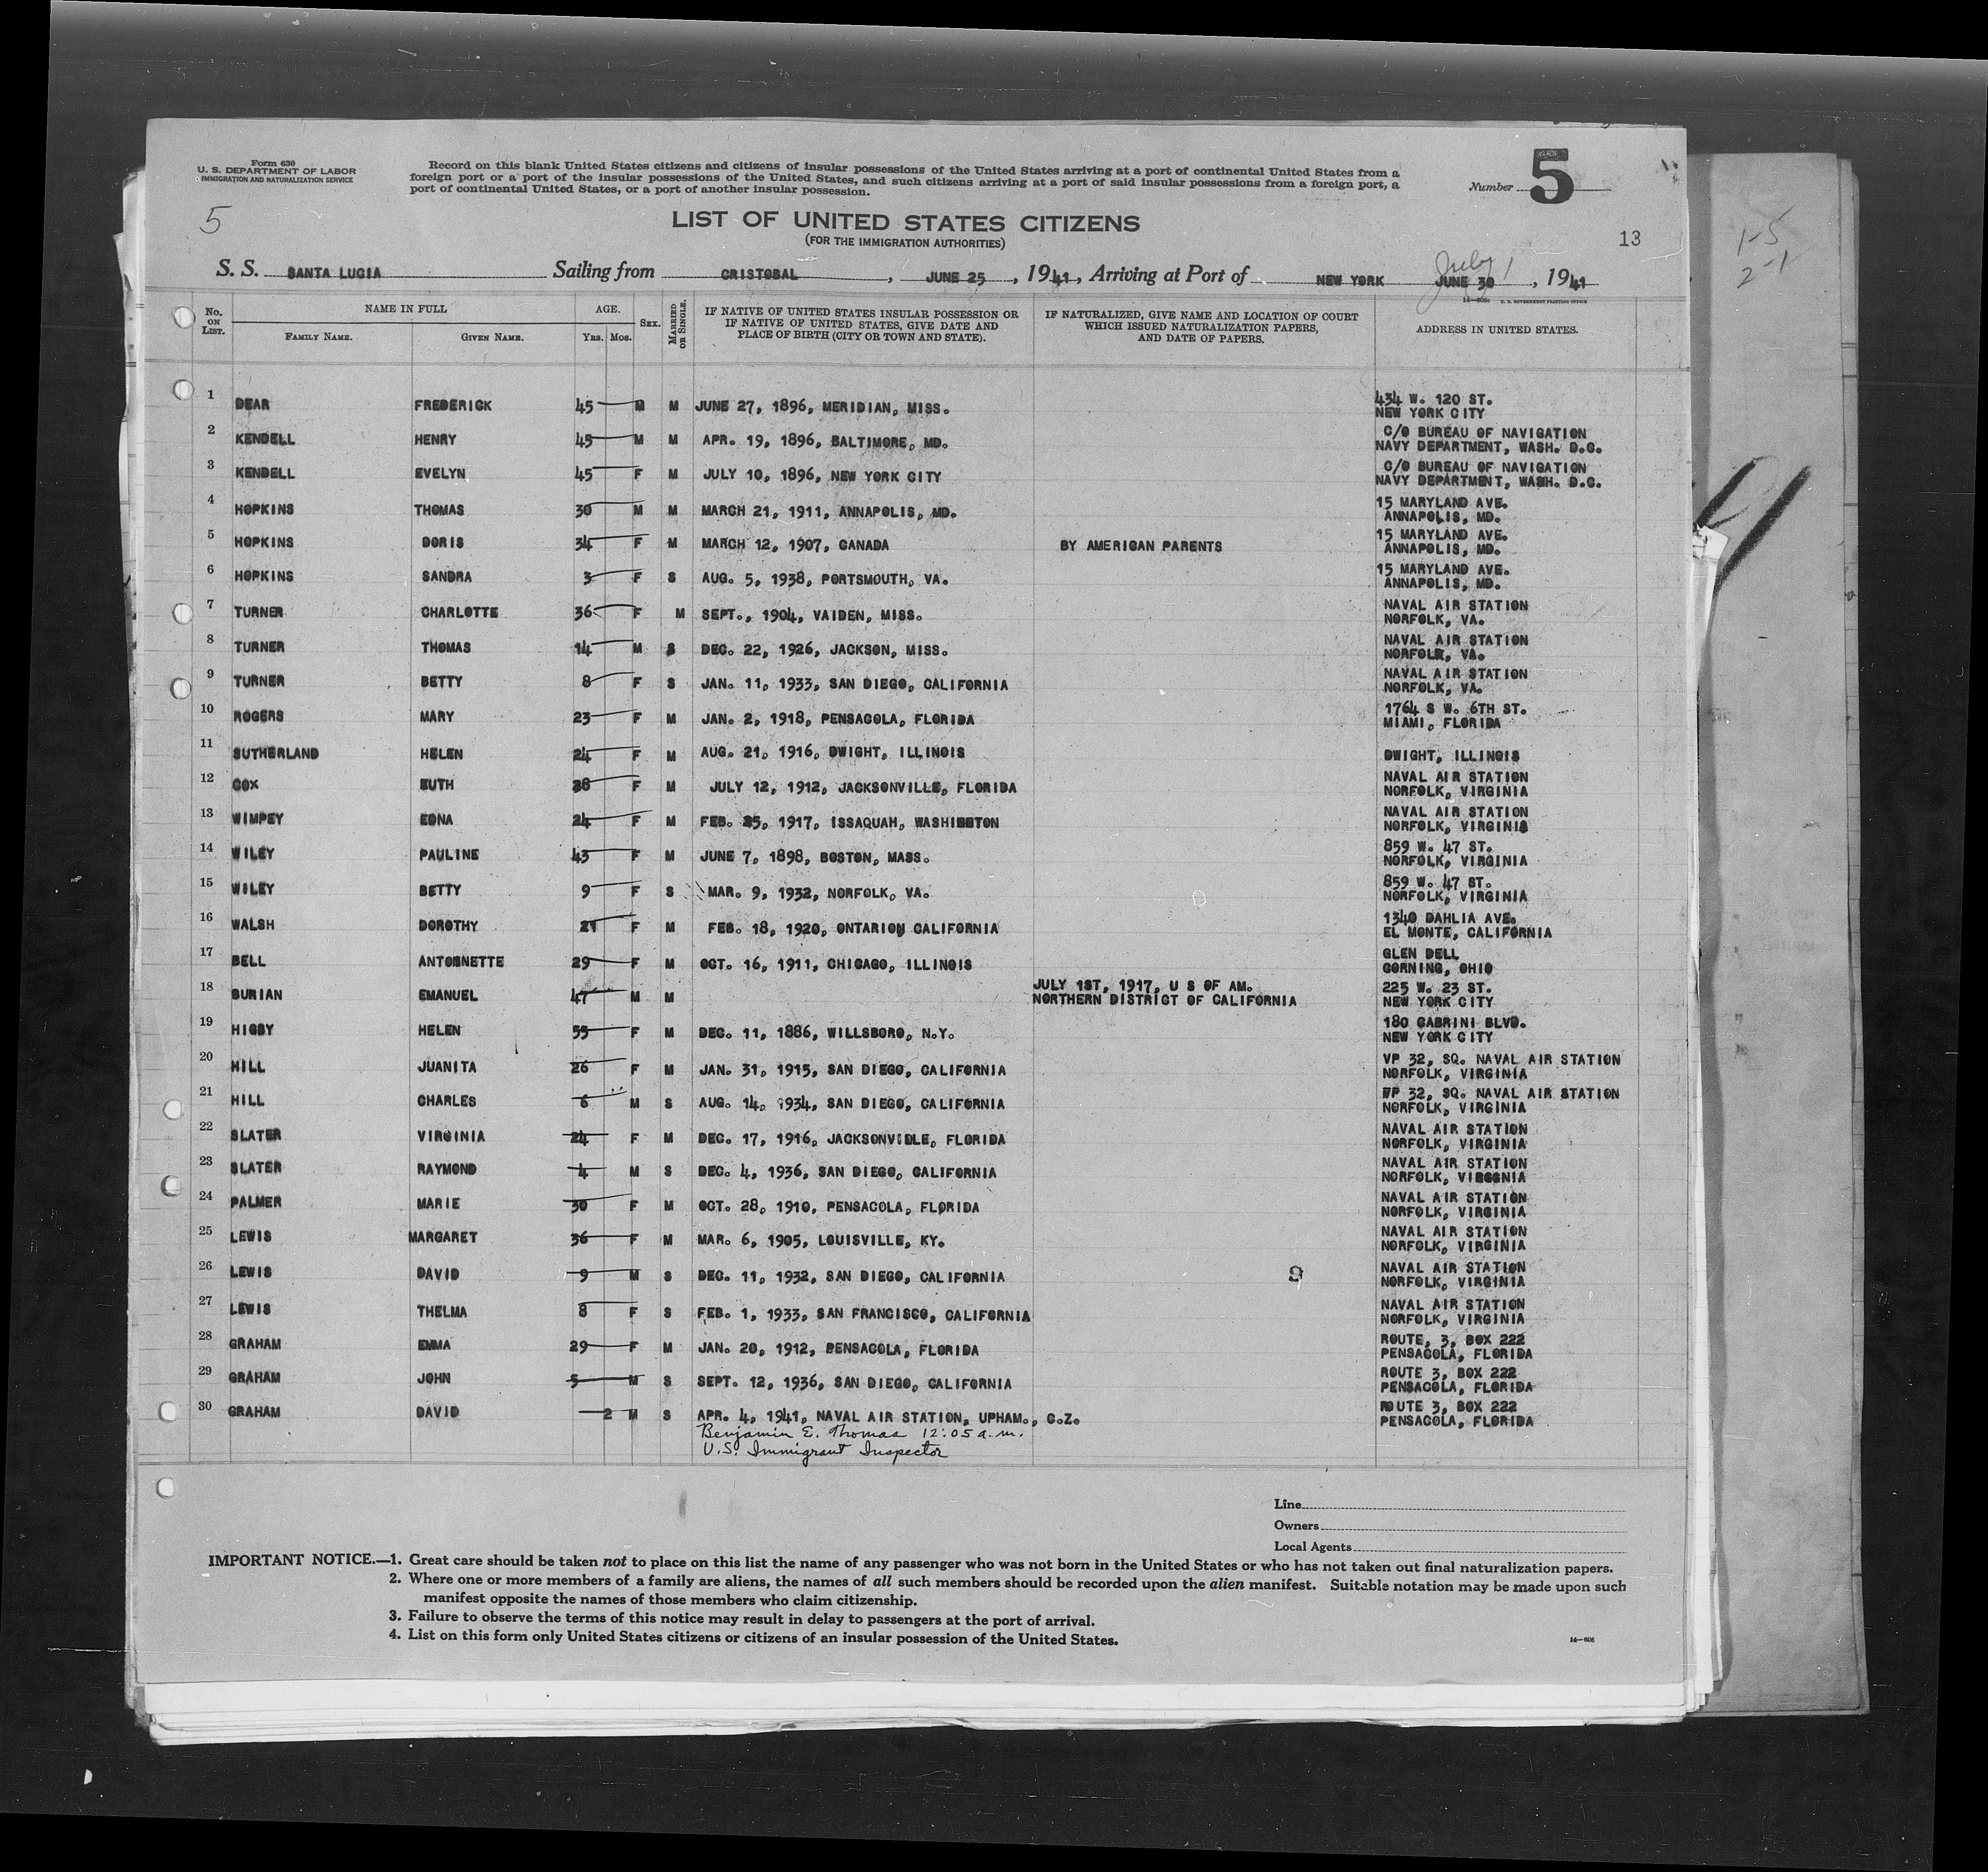 Form 630
U. S. DEPARTMENT OF LABOR
IMMIGRATION AND NATURALIZATION SERVICE
Record on this blank United States citizens and citizens of insular possessions of the United States arriving at a port of continental United States from a
foreign port or a port of the insular possessions of the United States, and such citizens arriving at a port of said insular possessions from a foreign port, a
port of continental United States, or a port of another insular possession.
Number 5
5
LIST OF UNITED STATES CITIZENS
(FOR THE IMMIGRATION AUTHORITIES)
13
1-5
2-1
July 1
S. S. SANTA LUCIA Sailing from CRISTOBAL, JUNE 25, 1941, Arriving at Port of NEW YORK JUNE 30, 1941
No. ON LIST. NAME IN FULL FAMILY NAME. GIVEN NAME. AGE. YRS. MOS. SEX. MARRIED OR SINGLE. IF NATIVE OF UNITED STATES INSULAR POSSESSION OR IF NATIVE OF UNITED STATES, GIVE DATE AND PLACE OF BIRTH (CITY OR TOWN AND STATE). IF NATURALIZED, GIVE NAME AND LOCATION OF COURT WHICH ISSUED NATURALIZATION PAPERS, AND DATE OF PAPERS. ADDRESS IN UNITED STATES.
1 DEAR FREDERICK 45 M M JUNE 27, 1896, MERIDIAN, MISS. 434 W. 120 ST. NEW YORK CITY
2 KENDELL HENRY 45 M M APR. 19, 1896, BALTIMORE, MD. C/O BUREAU OF NAVIGATION NAVY DEPARTMENT, WASH. D.C.
3 KENDELL EVELYN 45 F M JULY 10, 1896, NEW YORK CITY C/O BUREAU OF NAVIGATION NAVY DEPARTMENT, WASH. D.C.
4 HOPKINS THOMAS 30 M M MARCH 21, 1911, ANNAPOLIS, MD. 15 MARYLAND AVE. ANNAPOLIS, MD.
5 HOPKINS DORIS 34 F M MARCH 12, 1907, CANADA BY AMERICAN PARENTS 15 MARYLAND AVE. ANNAPOLIS, MD.
6 HOPKINS SANDRA 3 F S AUG. 5, 1938, PORTSMOUTH, VA. 15 MARYLAND AVE. ANNAPOLIS, MD.
7 TURNER CHARLOTTE 36 F M SEPT., 1904, VAIDEN, MISS. NAVAL AIR STATION NORFOLK, VA.
8 TURNER THOMAS 14 M S DEC. 22, 1926, JACKSON, MISS. NAVAL AIR STATION NORFOLK, VA.
9 TURNER BETTY 8 F S JAN. 11, 1933, SAN DIEGO, CALIFORNIA NAVAL AIR STATION NORFOLK, VA.
10 ROGERS MARY 23 F M JAN. 2, 1918, PENSACOLA, FLORIDA 1764 S W. 6TH ST. MIAMI, FLORIDA
11 SUTHERLAND HELEN 24 F M AUG. 21, 1916, DWIGHT, ILLINOIS DWIGHT, ILLINOIS
12 COX EUTH 28 F M JULY 12, 1912, JACKSONVILLE, FLORIDA NAVAL AIR STATION NORFOLK, VIRGINIA
13 WIMPEY EDNA 24 F M FEB. 25, 1917, ISSAQUAH, WASHINGTON NAVAL AIR STATION NORFOLK, VIRGINIA
14 WILEY PAULINE 43 F M JUNE 7, 1898, BOSTON, MASS. 859 W. 47 ST. NORFOLK, VIRGINIA
15 WILEY BETTY 9 F S MAR. 9, 1932, NORFOLK, VA. 859 W. 47 ST. NORFOLK, VIRGINIA
16 WALSH DOROTHY 21 F M FEB. 18, 1920, ONTARION CALIFORNIA 1340 DAHLIA AVE. EL MONTE, CALIFORNIA
17 BELL ANTOINETTE 29 F M OCT. 16, 1911, CHICAGO, ILLINOIS GLEN DELL CORNING, OHIO
18 BURIAN EMANUEL 47 M M JULY 1ST, 1917, U S OF AM. NORTHERN DISTRICT OF CALIFORNIA 225 W. 23 ST. NEW YORK CITY
19 HIGBY HELEN 55 F M DEC. 11, 1886, WILLSBORO, N.Y. 180 CABRINI BLVD. NEW YORK CITY
20 HILL JUANITA 26 F M JAN. 31, 1915, SAN DIEGO, CALIFORNIA VP 32, SQ. NAVAL AIR STATION NORFOLK, VIRGINIA
21 HILL CHARLES 6 M S AUG. 14, 1934, SAN DIEGO, CALIFORNIA VP 32, SQ. NAVAL AIR STATION NORFOLK, VIRGINIA
22 SLATER VIRGINIA 24 F M DEC. 17, 1916, JACKSONVIDLE, FLORIDA NAVAL AIR STATION NORFOLK, VIRGINIA
23 SLATER RAYMOND 4 M S DEC. 4, 1936, SAN DIEGO, CALIFORNIA NAVAL AIR STATION NORFOLK, VIRGINIA
24 PALMER MARIE 30 F M OCT. 28, 1910, PENSACOLA, FLORIDA NAVAL AIR STATION NORFOLK, VIRGINIA
25 LEWIS MARGARET 36 F M MAR. 6, 1905, LOUISVILLE, KY. NAVAL AIR STATION NORFOLK, VIRGINIA
26 LEWIS DAVID 9 M S DEC. 11, 1932, SAN DIEGO, CALIFORNIA 9 NAVAL AIR STATION NORFOLK, VIRGINIA
27 LEWIS THELMA 8 F S FEB. 1, 1933, SAN FRANCISCO, CALIFORNIA NAVAL AIR STATION NORFOLK, VIRGINIA
28 GRAHAM EMMA 29 F M JAN. 20, 1912, PENSACOLA, FLORIDA ROUTE, 3, BOX 222 PENSACOLA, FLORIDA
29 GRAHAM JOHN 5 M S SEPT. 12, 1936, SAN DIEGO, CALIFORNIA ROUTE 3, BOX 222 PENSACOLA, FLORIDA
30 GRAHAM DAVID 2 M S APR. 4, 1941, NAVAL AIR STATION, UPHAM., C.Z. ROUTE 3, BOX 222 PENSACOLA, FLORIDA
Benjamin E. Thomas 12:05 a.m.
U.S. Immigrant Inspector
Line
Owners
Local Agents
IMPORTANT NOTICE.—1. Great care should be taken not to place on this list the name of any passenger who was not born in the United States or who has not taken out final naturalization papers.
2. Where one or more members of a family are aliens, the names of all such members should be recorded upon the alien manifest. Suitable notation may be made upon such
manifest opposite the names of those members who claim citizenship.
3. Failure to observe the terms of this notice may result in delay to passengers at the port of arrival.
4. List on this form only United States citizens or citizens of an insular possession of the United States.